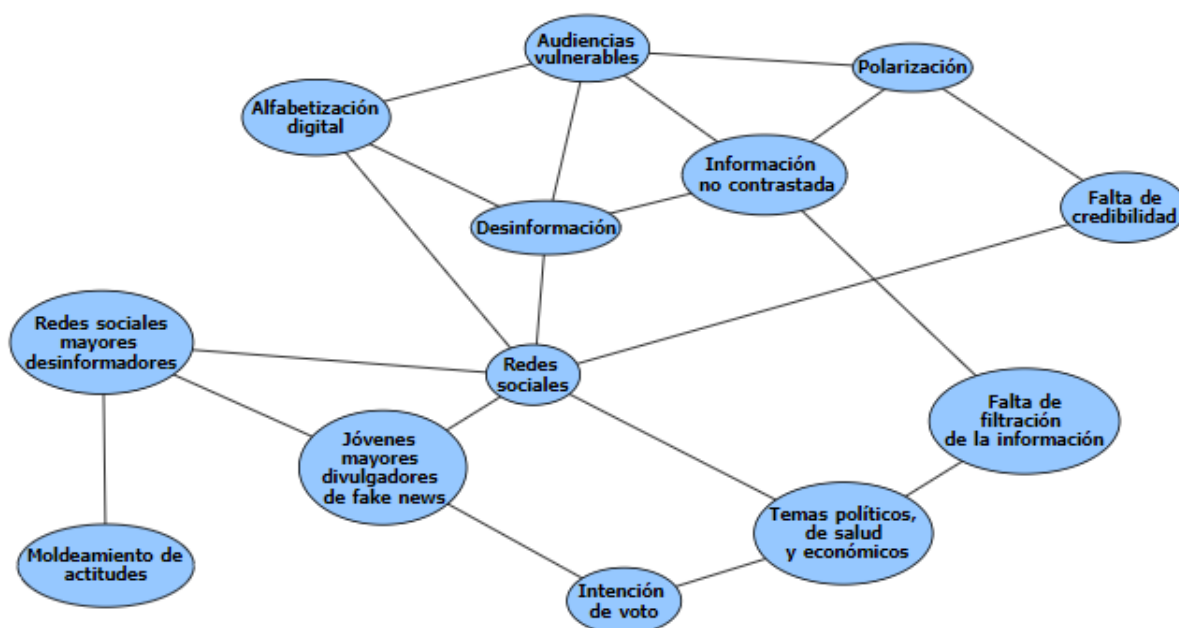 Audiencias
vulnerables
Polarización
Alfabetización
digital
Información
no contrastada
Falta de
credibilidad
Desinformación
Redes sociales
mayores
desinformadores
Redes
sociales
Falta de
filtración
de la información
Jóvenes
mayores
divulgadores
de fake news
Temas políticos,
de salud
y económicos
Moldeamiento de
actitudes
Intención
de voto